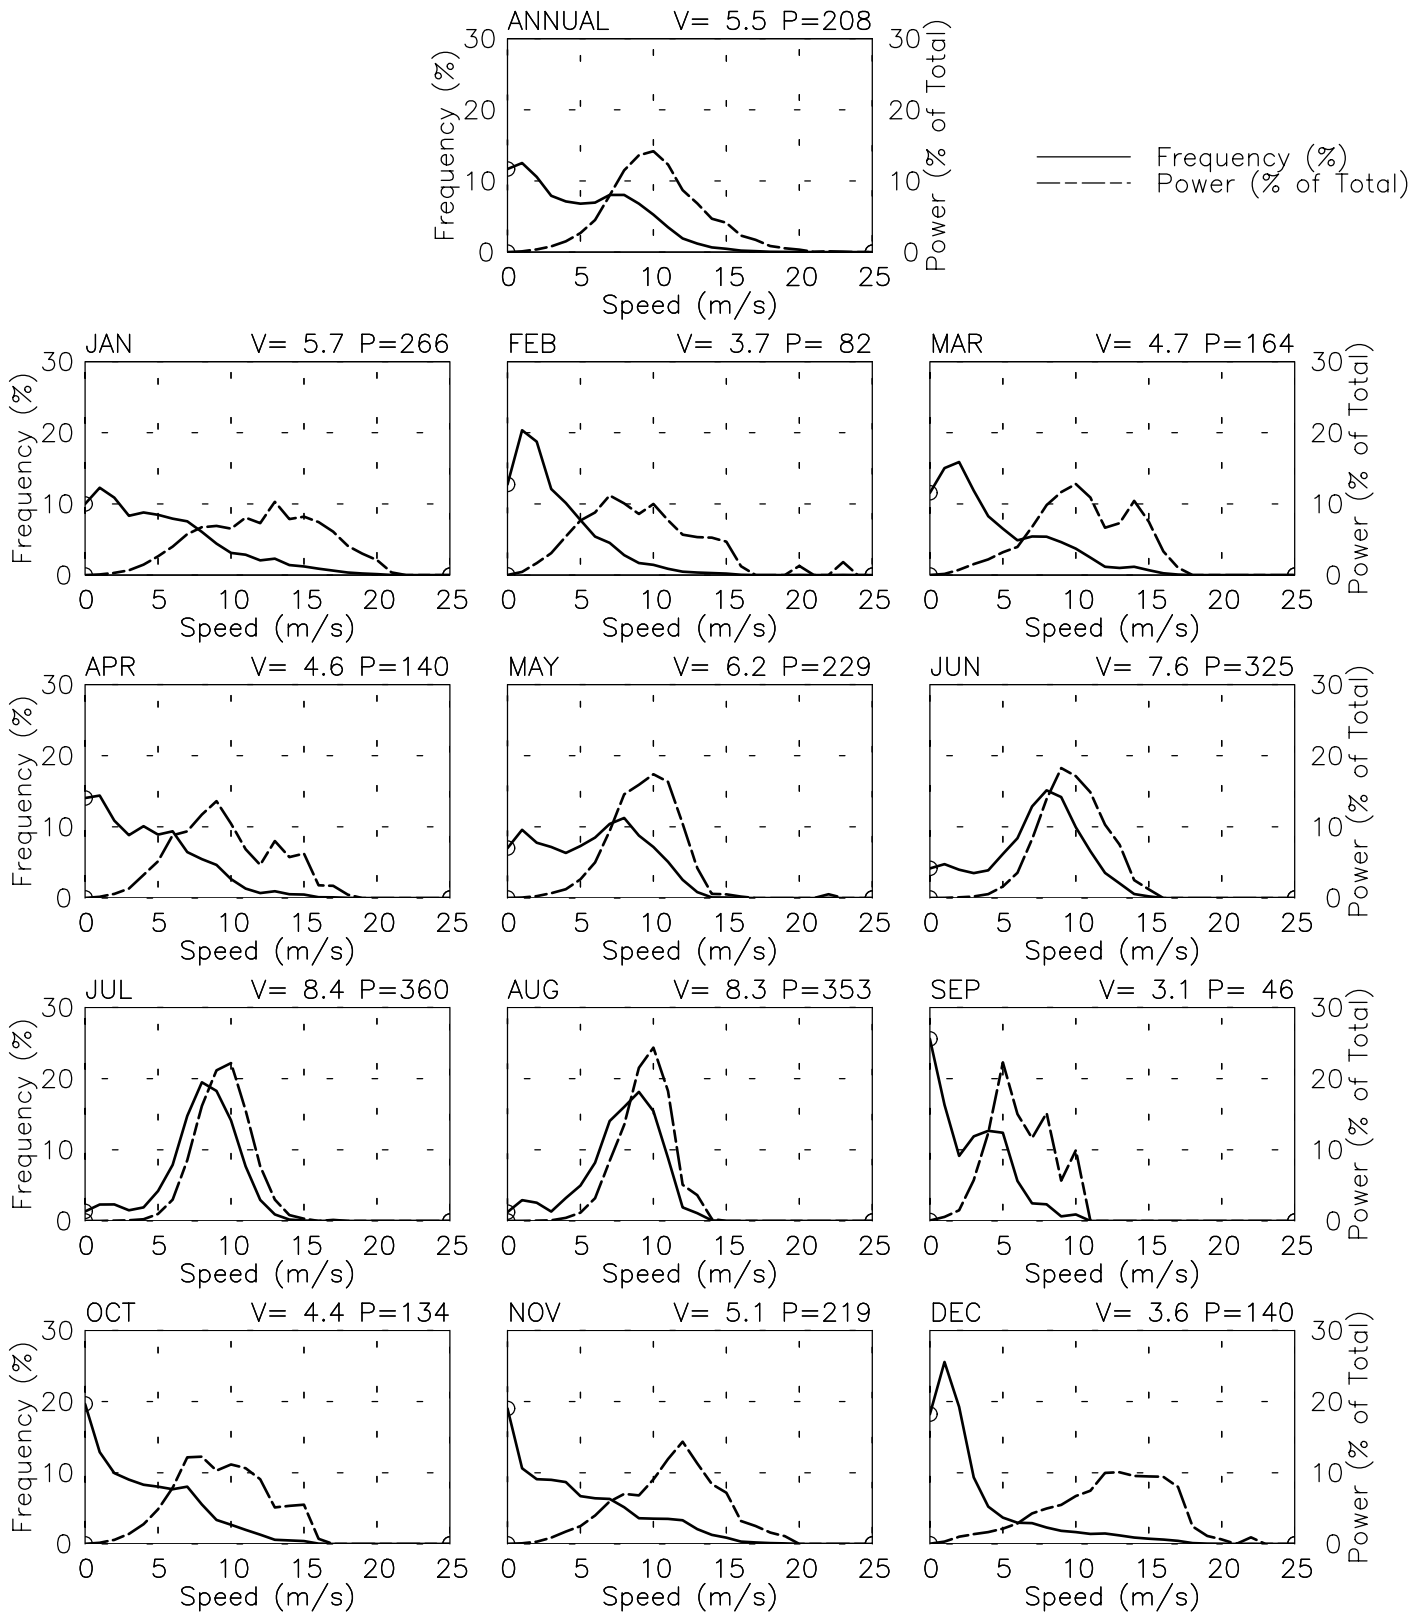 ANNUAL V= 5.5 P=208
30 30
20 20
10 10
0 0
Frequency (%)
Power (% of Total)
0 5 10 15 20 25
Speed (m/s)
Frequency (%)
Power (% of Total)
JAN V= 5.7 P=266
FEB V= 3.7 P= 82
MAR V= 4.7 P=164
30 30
20 20
10 10
0 0
Frequency (%)
Power (% of Total)
0 5 10 15 20 25 0 5 10 15 20 25 0 5 10 15 20 25
Speed (m/s) Speed (m/s) Speed (m/s)
APR V= 4.6 P=140
MAY V= 6.2 P=229
JUN V= 7.6 P=325
30 30
20 20
10 10
0 0
Frequency (%)
Power (% of Total)
0 5 10 15 20 25 0 5 10 15 20 25 0 5 10 15 20 25
Speed (m/s) Speed (m/s) Speed (m/s)
JUL V= 8.4 P=360
AUG V= 8.3 P=353
SEP V= 3.1 P= 46
30 30
20 20
10 10
0 0
Frequency (%)
Power (% of Total)
0 5 10 15 20 25 0 5 10 15 20 25 0 5 10 15 20 25
Speed (m/s) Speed (m/s) Speed (m/s)
OCT V= 4.4 P=134
NOV V= 5.1 P=219
DEC V= 3.6 P=140
30 30
20 20
10 10
0 0
Frequency (%)
Power (% of Total)
0 5 10 15 20 25 0 5 10 15 20 25 0 5 10 15 20 25
Speed (m/s) Speed (m/s) Speed (m/s)